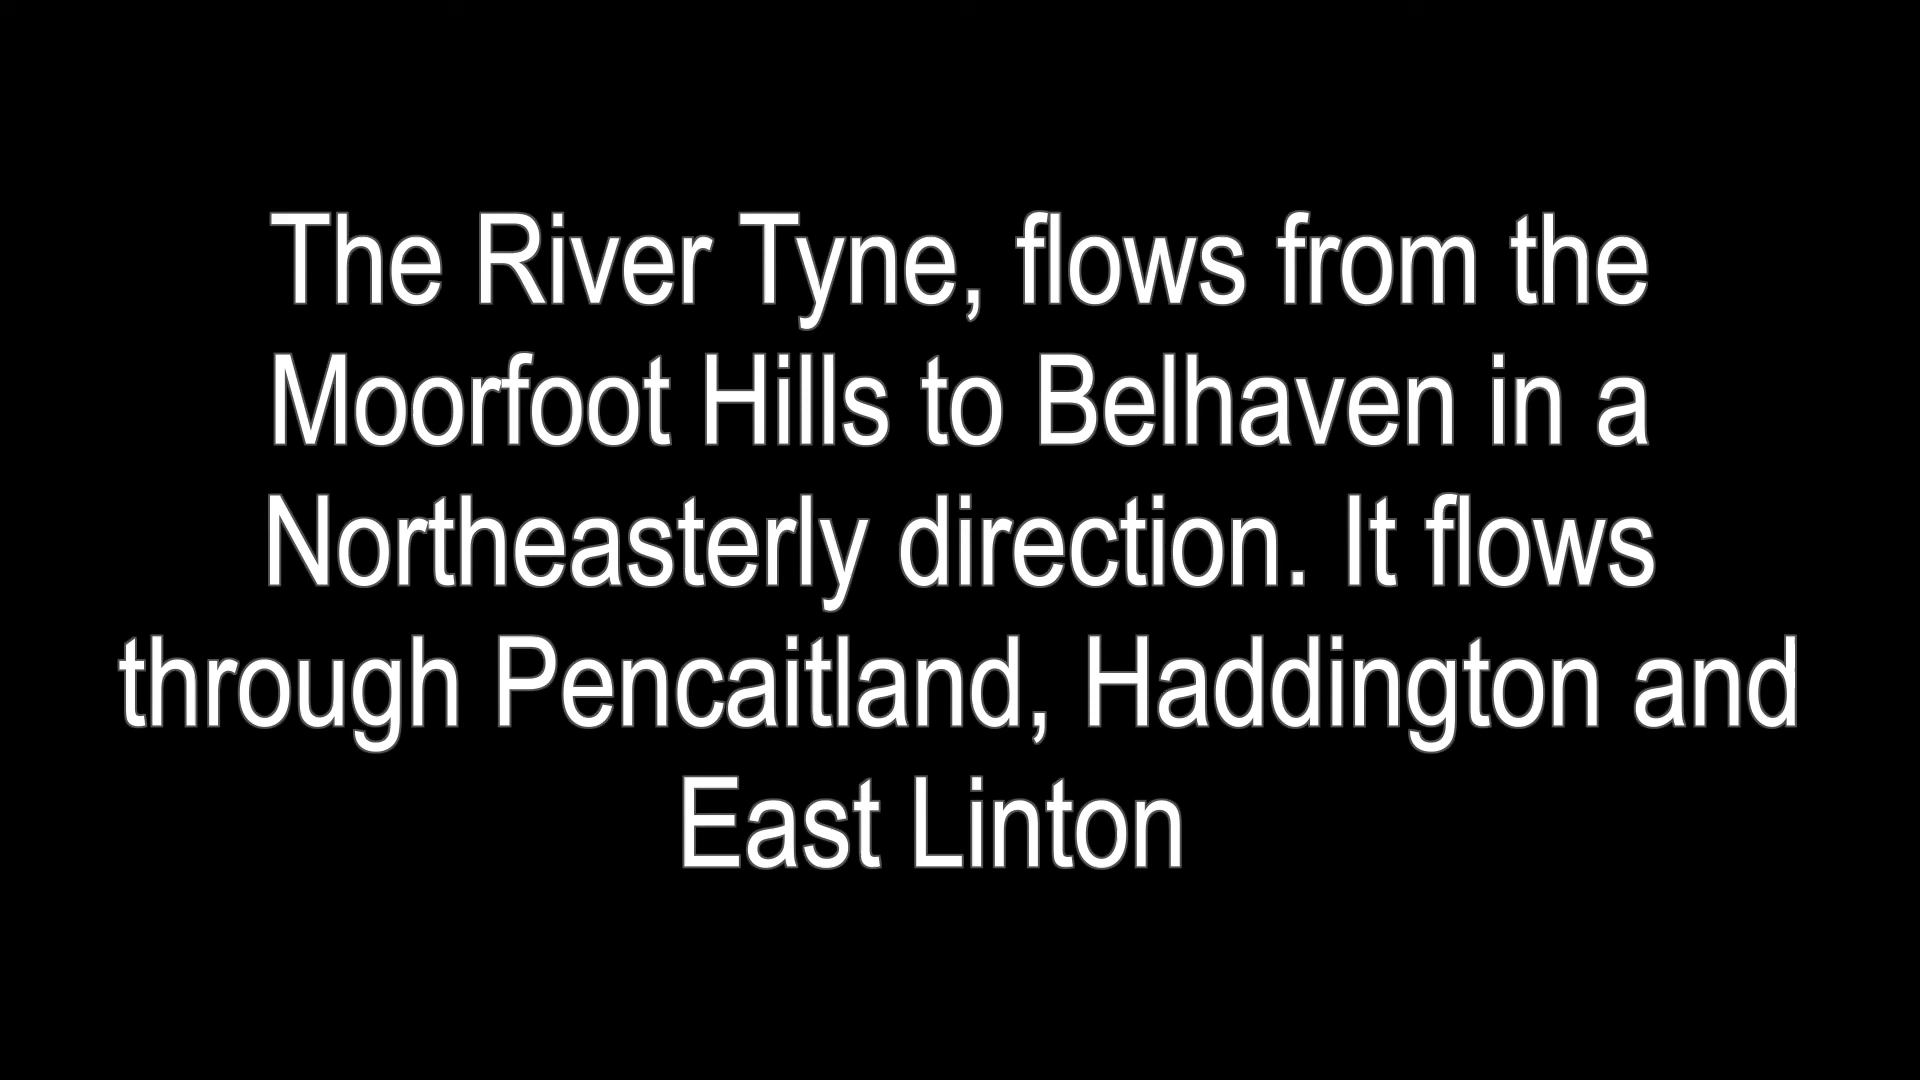 The River Tyne, flows from the
Moorfoot Hills to Belhaven in a
Northeasterly direction. It flows
through Pencaitland, Haddington and
East Linton